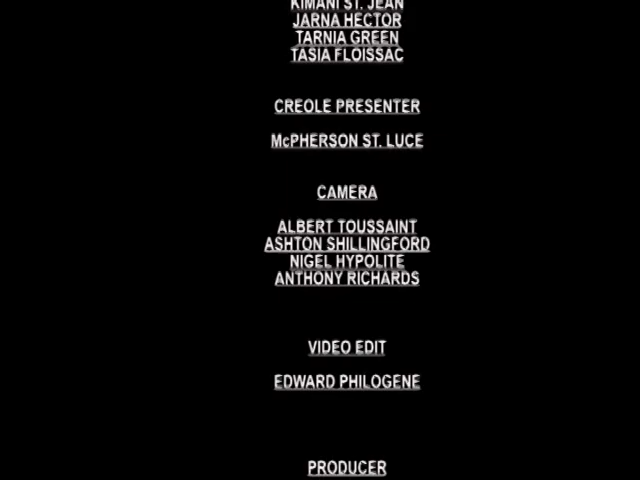 KIMANI ST. JEAN
JARNA HECTOR
TARNIA GREEN
TASIA FLOISSAC
CREOLE PRESENTER
McPHERSON ST. LUCE
CAMERA
ALBERT TOUSSAINT
ASHTON SHILLINGFORD
NIGEL HYPOLITE
ANTHONY RICHARDS
VIDEO EDIT
EDWARD PHILOGENE
PRODUCER